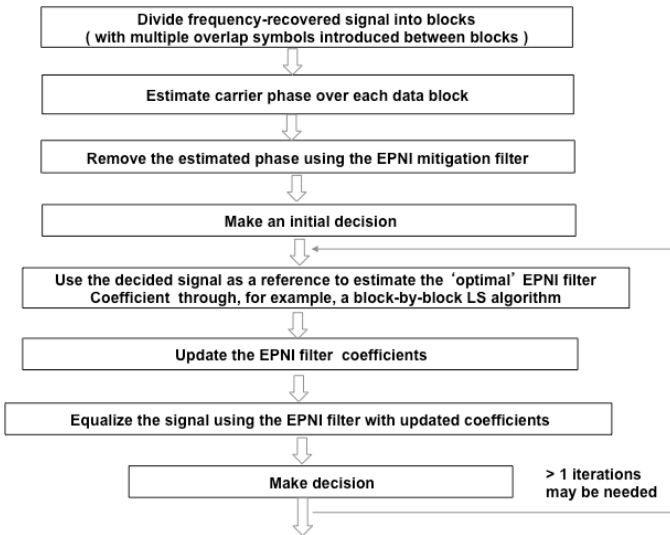 Divide frequency-recovered signal into blocks
( with multiple overlap symbols introduced between blocks )
Estimate carrier phase over each data block
Remove the estimated phase using the EPNI mitigation filter
Make an initial decision
Use the decided signal as a reference to estimate the ‘optimal’ EPNI filter
Coefficient through, for example, a block-by-block LS algorithm
Update the EPNI filter coefficients
Equalize the signal using the EPNI filter with updated coefficients
Make decision
> 1 iterations
may be needed